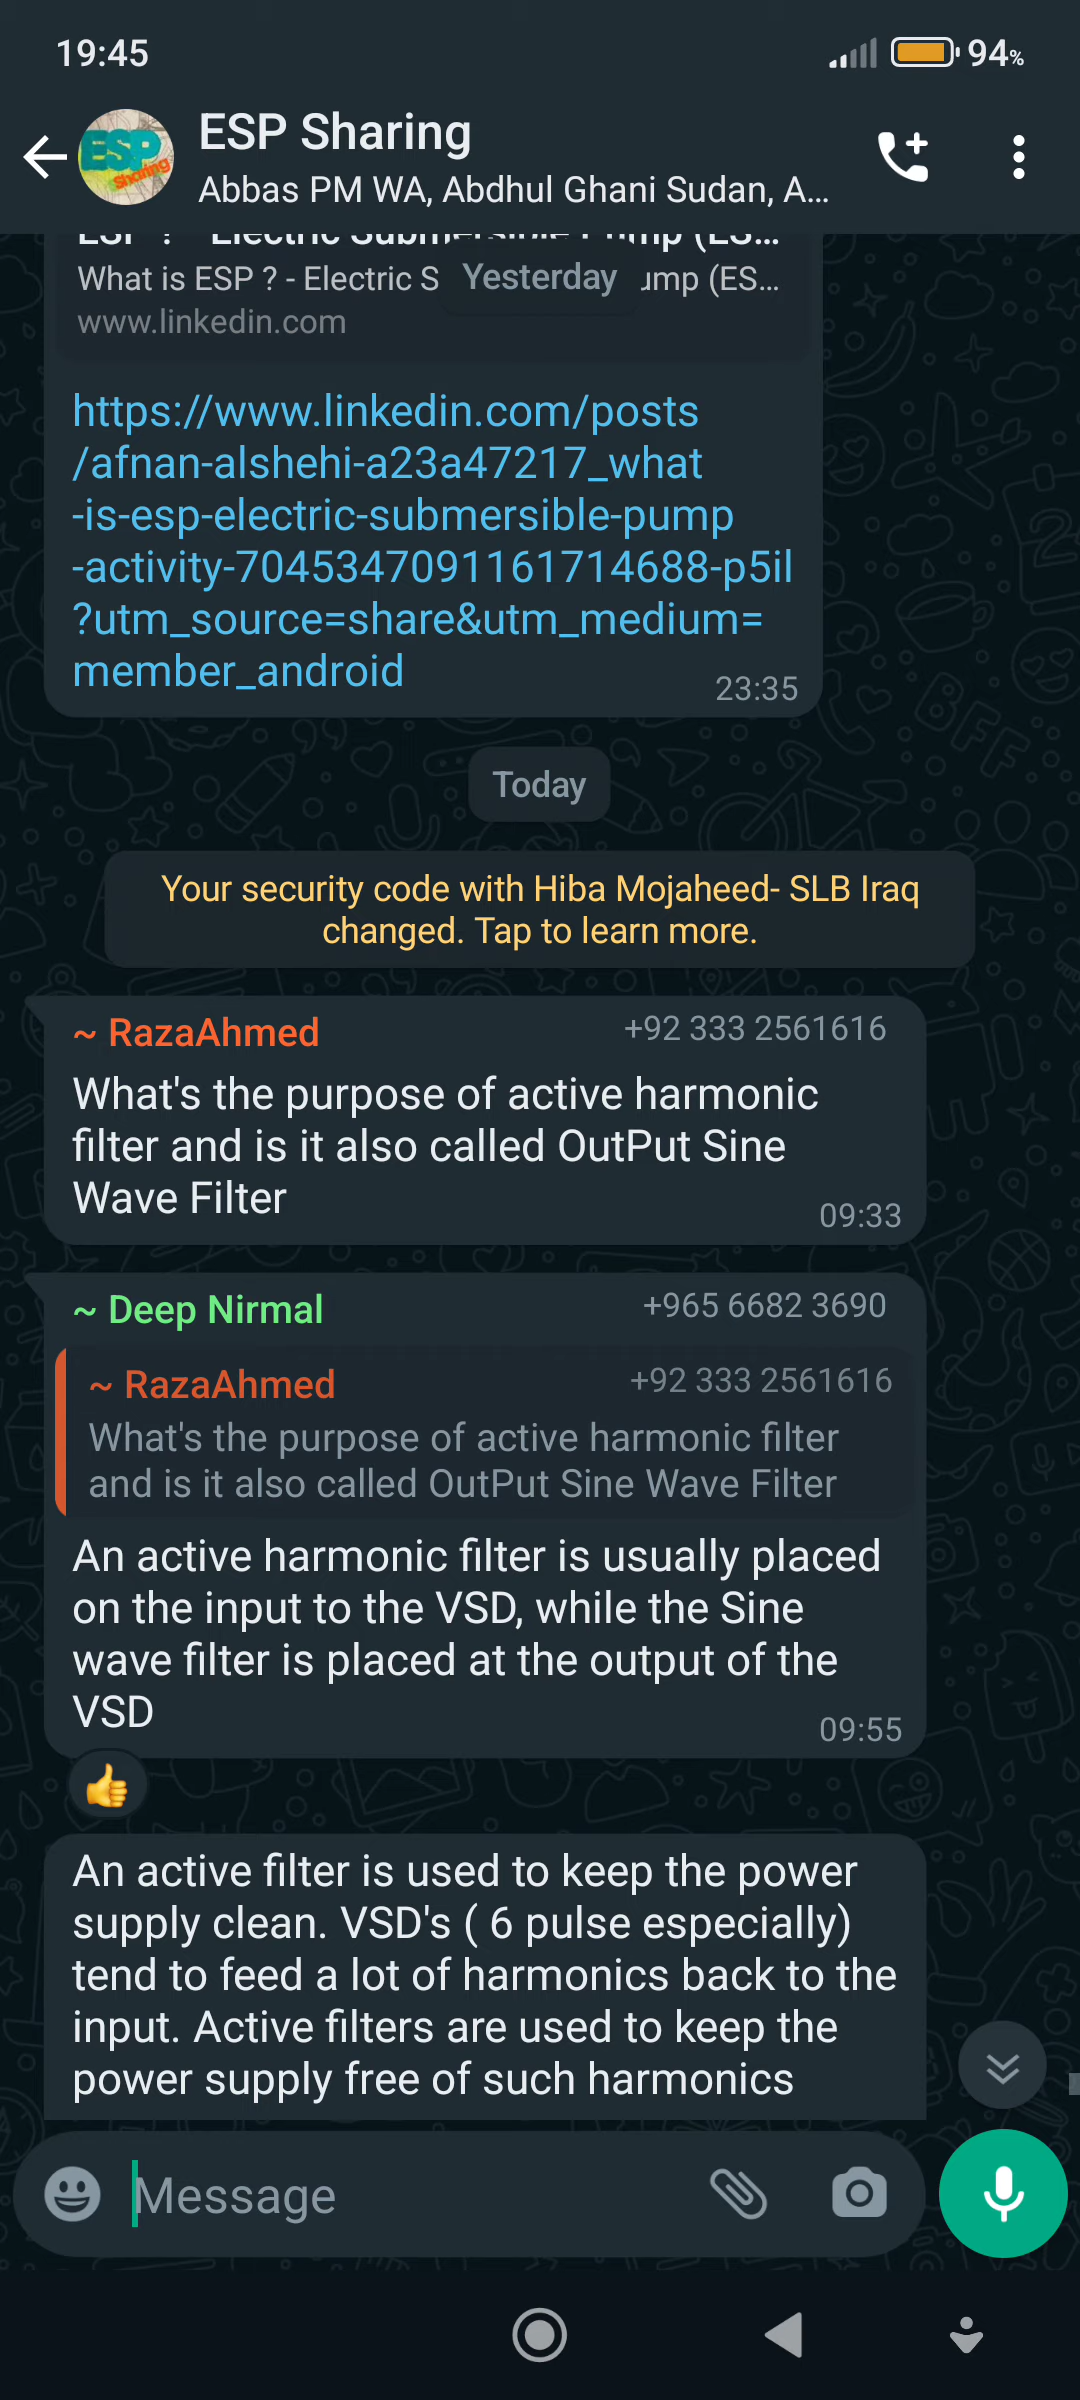 19:45
94%
ESP Sharing
ESP Sharing
Abbas PM WA, Abdhul Ghani Sudan, A...
ESP ? - Electric Submersible Pump (ES...
What is ESP ? - Electric S
ump (ES...
Yesterday
www.linkedin.com
https://www.linkedin.com/posts
/afnan-alshehi-a23a47217_what
-is-esp-electric-submersible-pump
-activity-7045347091161714688-p5il
?utm_source=share&utm_medium=
member_android
23:35
Today
Your security code with Hiba Mojaheed- SLB Iraq
changed. Tap to learn more.
~ RazaAhmed +92 333 2561616
What's the purpose of active harmonic
filter and is it also called OutPut Sine
Wave Filter
09:33
~ Deep Nirmal +965 6682 3690
~ RazaAhmed +92 333 2561616
What's the purpose of active harmonic filter
and is it also called OutPut Sine Wave Filter
An active harmonic filter is usually placed
on the input to the VSD, while the Sine
wave filter is placed at the output of the
VSD
09:55
An active filter is used to keep the power
supply clean. VSD's ( 6 pulse especially)
tend to feed a lot of harmonics back to the
input. Active filters are used to keep the
power supply free of such harmonics
Message